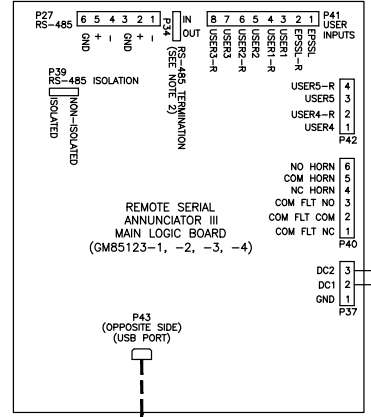 P27
RS-485
6 5 4 3 2 1
GND
+
−
GND
+
−
P34
IN
OUT
RS-485 TERMINATION
(SEE NOTE 2)
8 7 6 5 4 3 2 1
P41
USER
INPUTS
USER3-R
USER3
USER2-R
USER2
USER1-R
USER1
EPSSL-R
EPSSL
P39
RS-485 ISOLATION
ISOLATED
NON-ISOLATED
USER5-R 4
USER5 3
USER4-R 2
USER4 1
P42
NO HORN 6
COM HORN 5
NC HORN 4
COM FLT NO 3
COM FLT COM 2
COM FLT NC 1
P40
REMOTE SERIAL
ANNUNCIATOR III
MAIN LOGIC BOARD
(GM85123-1, -2, -3, -4)
DC2 3
DC1 2
GND 1
P37
P43
(OPPOSITE SIDE)
(USB PORT)